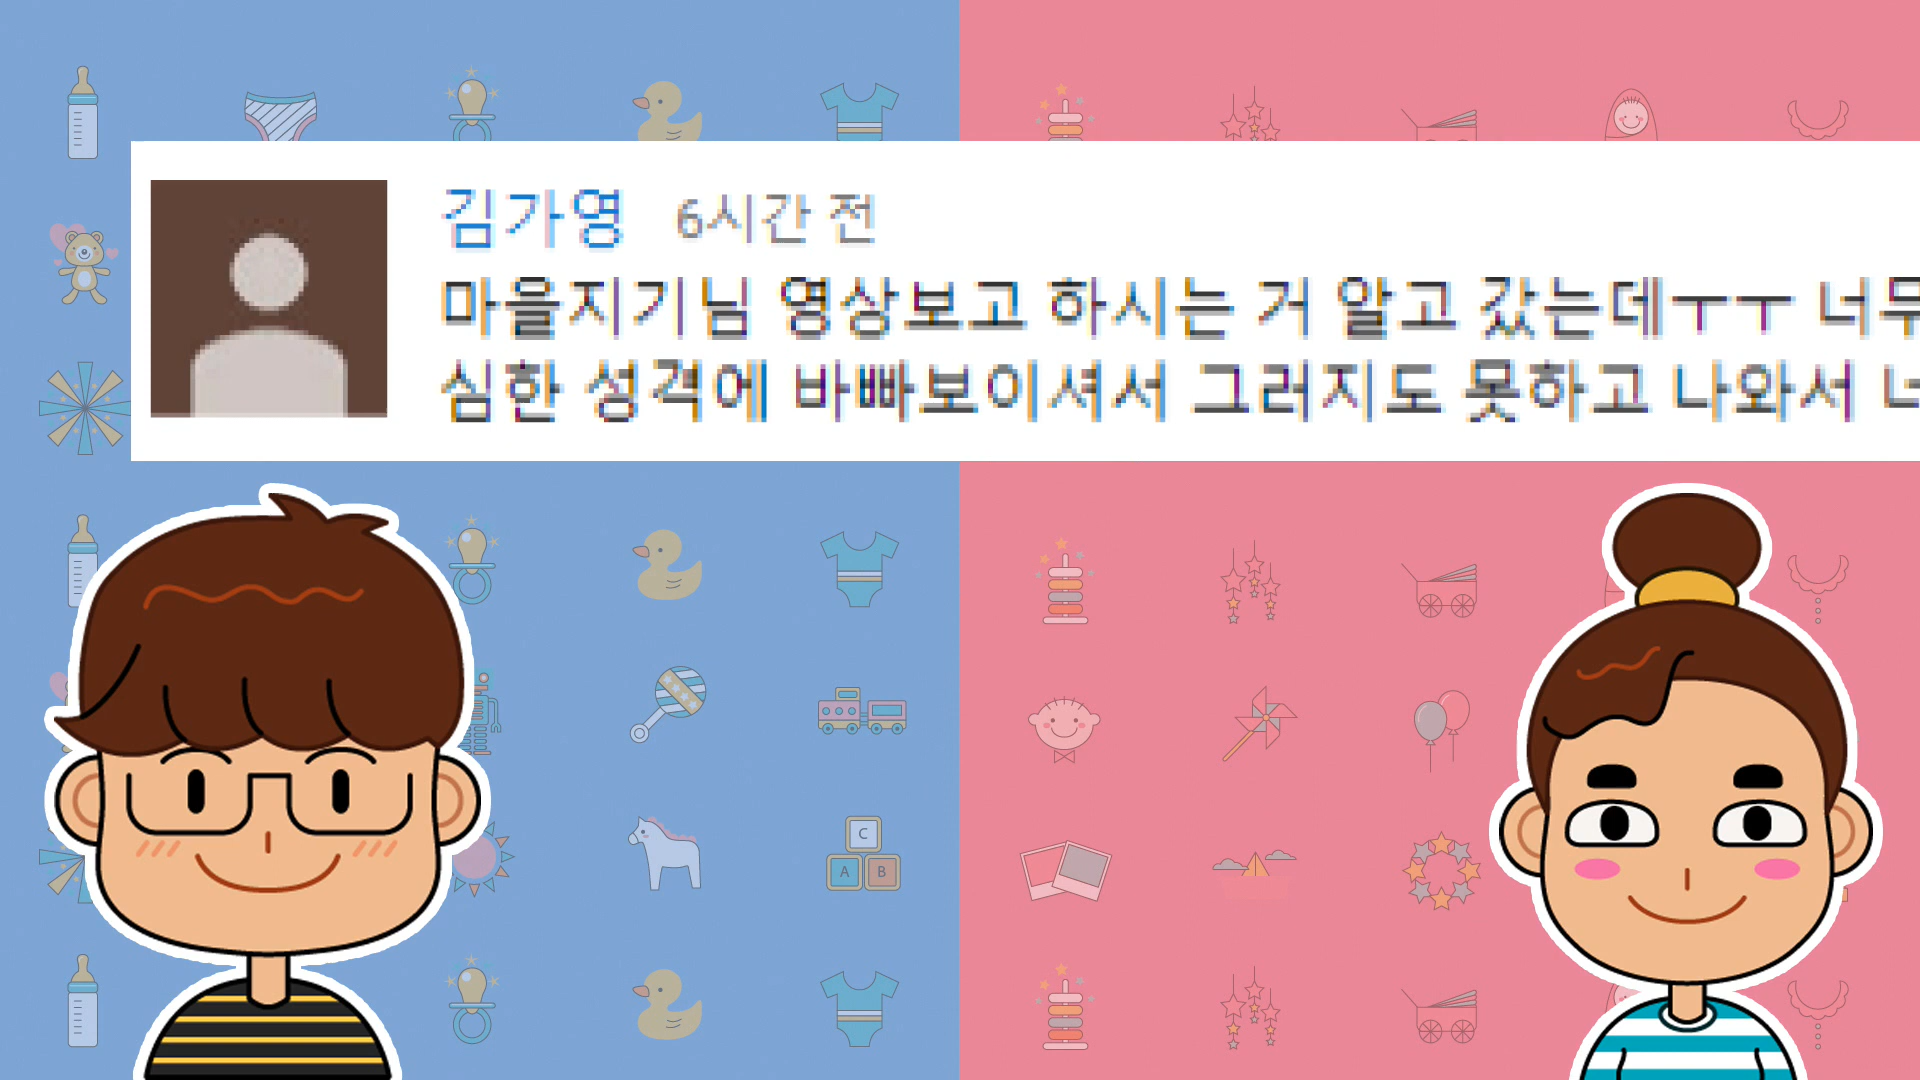 김가영 6시간 전
마을지기님 영상보고 하시는 거 알고 갔는데ㅜㅜ 너무
심한 성격에 바빠보이셔서 그러지도 못하고 나와서
C
A B